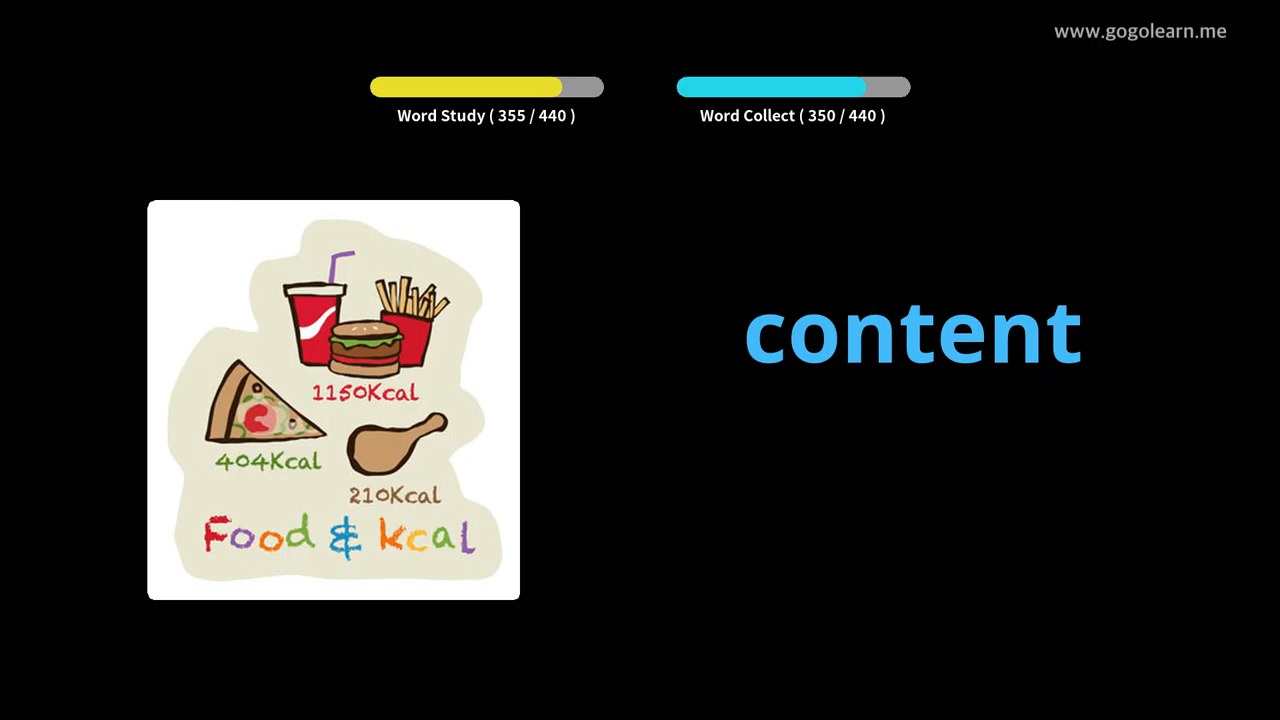 www.gogolearn.me
Word Study ( 355 / 440 )
Word Collect ( 350 / 440 )
1150Kcal
404Kcal
210Kcal
Food & kcal
content